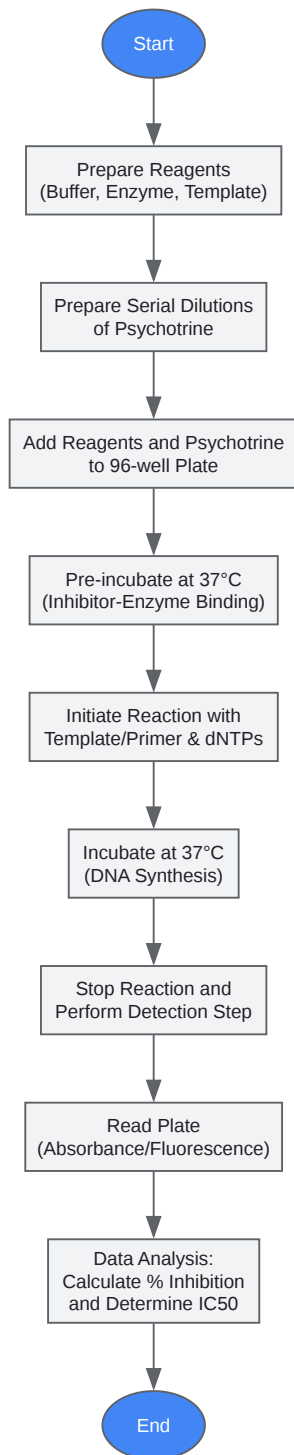 Start
Prepare Reagents
(Buffer, Enzyme, Template)
Prepare Serial Dilutions
of Psychotrine
Add Reagents and Psychotrine
to 96-well Plate
Pre-incubate at 37°C
(Inhibitor-Enzyme Binding)
Initiate Reaction with
Template/Primer & dNTPs
Incubate at 37°C
(DNA Synthesis)
Stop Reaction and
Perform Detection Step
Read Plate
(Absorbance/Fluorescence)
Data Analysis:
Calculate % Inhibition
and Determine IC50
End